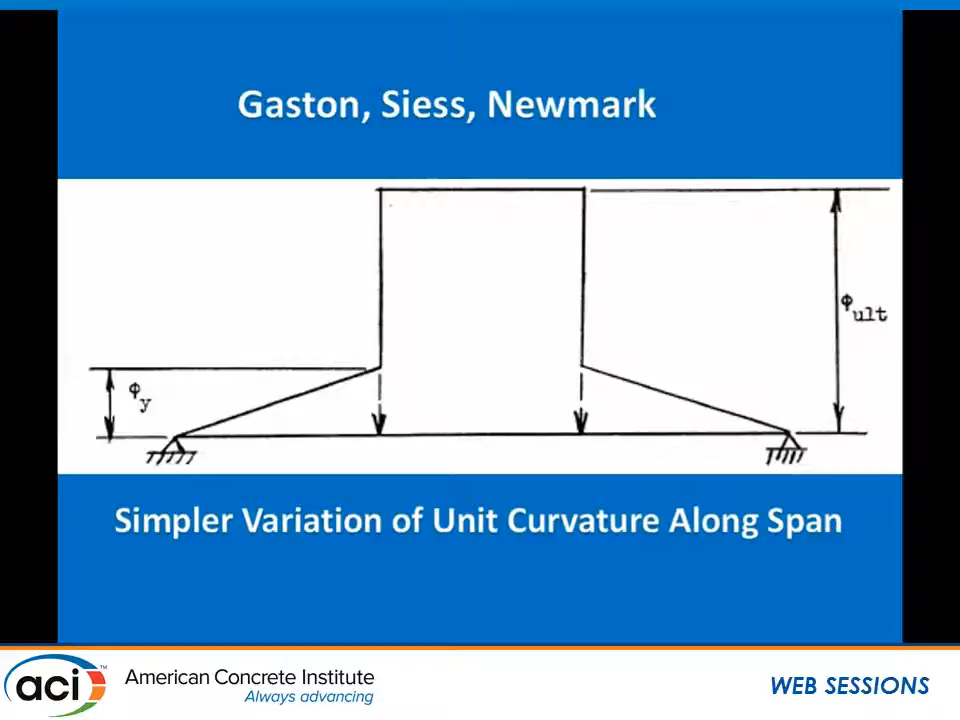 Gaston, Siess, Newmark
Φult
Φy
Simpler Variation of Unit Curvature Along Span
aci™ American Concrete Institute
Always advancing
WEB SESSIONS